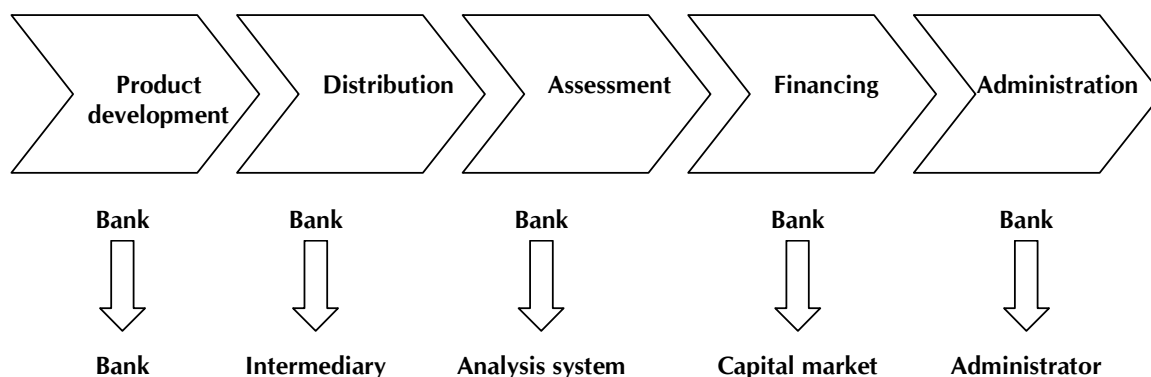 Product
development
Distribution
Assessment
Financing
Administration
Bank
Bank
Bank
Bank
Bank
Bank
Intermediary
Analysis system
Capital market
Administrator